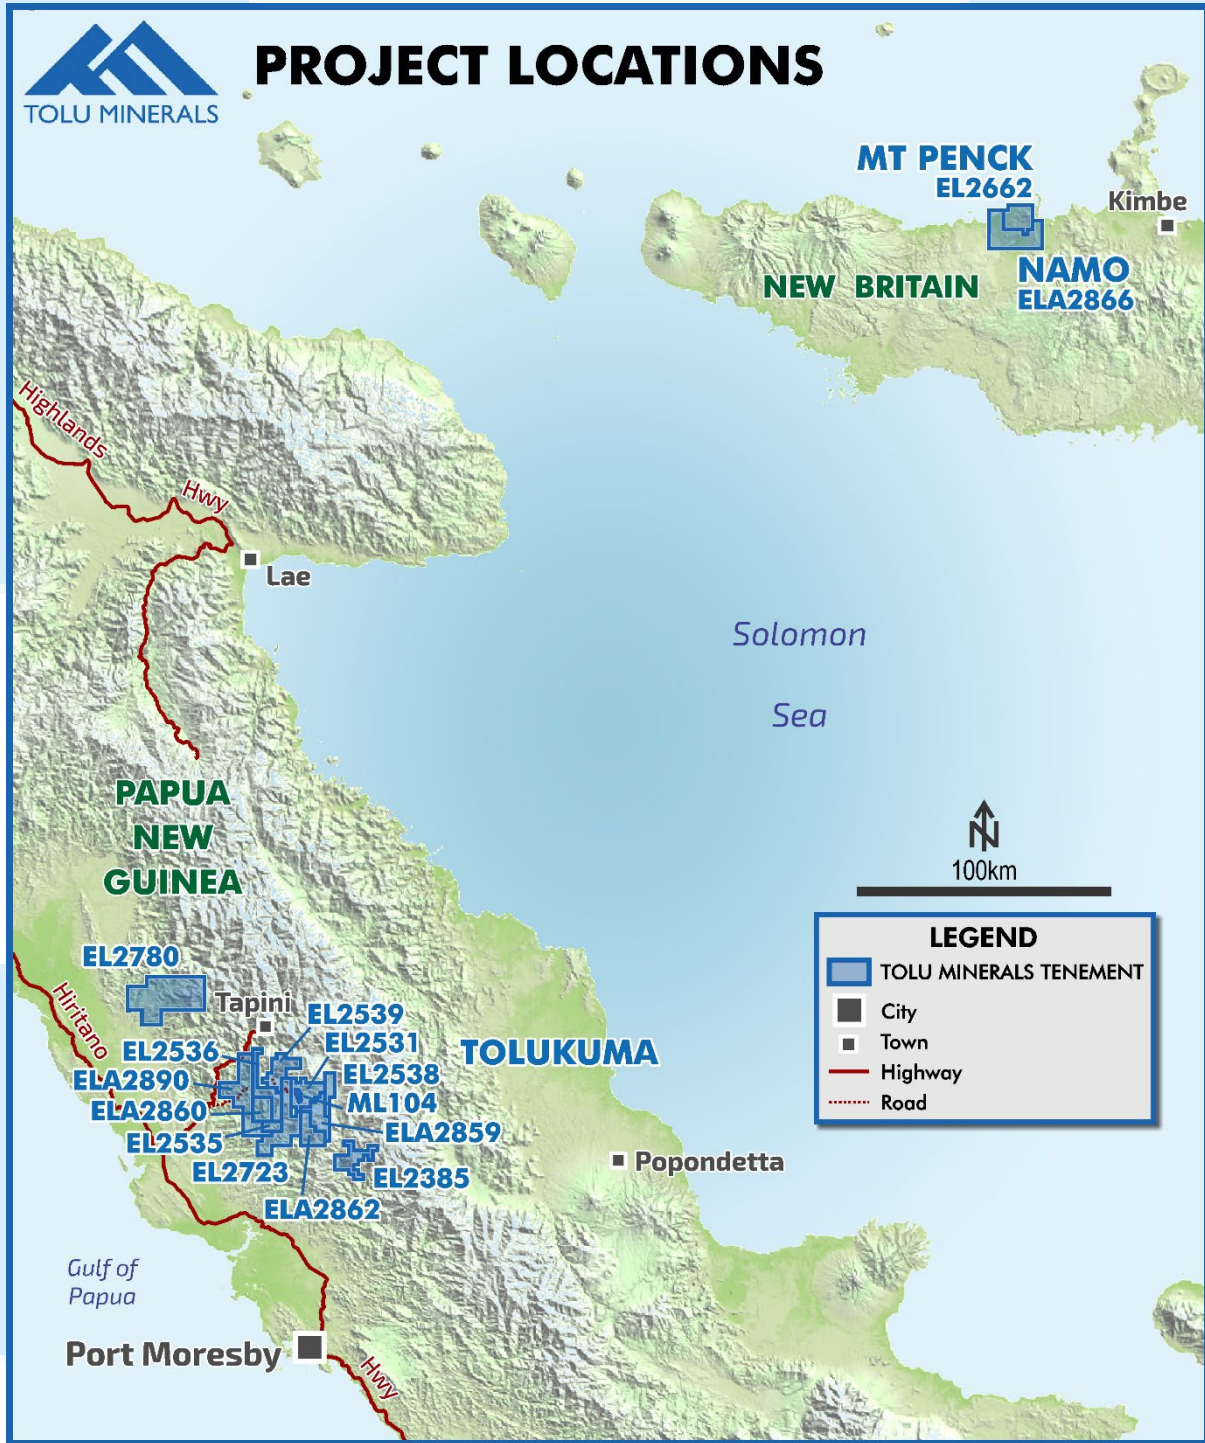 PROJECT LOCATIONS
TOLU MINERALS
MT PENCK
EL2662
Kimbe
NAMO
ELA2866
NEW BRITAIN
Highlands
Hwy
Lae
Solomon
Sea
PAPUA
NEW
GUINEA
100km
N
LEGEND
TOLU MINERALS TENEMENT
City
Town
Highway
Road
EL2780
Hiritano
Tapini
EL2539
EL2531
EL2536
TOLUKUMA
ELA2890
EL2538
ELA2860
ML104
EL2535
ELA2859
EL2723
EL2385
ELA2862
Popondetta
Gulf of
Papua
Port Moresby
Hwy